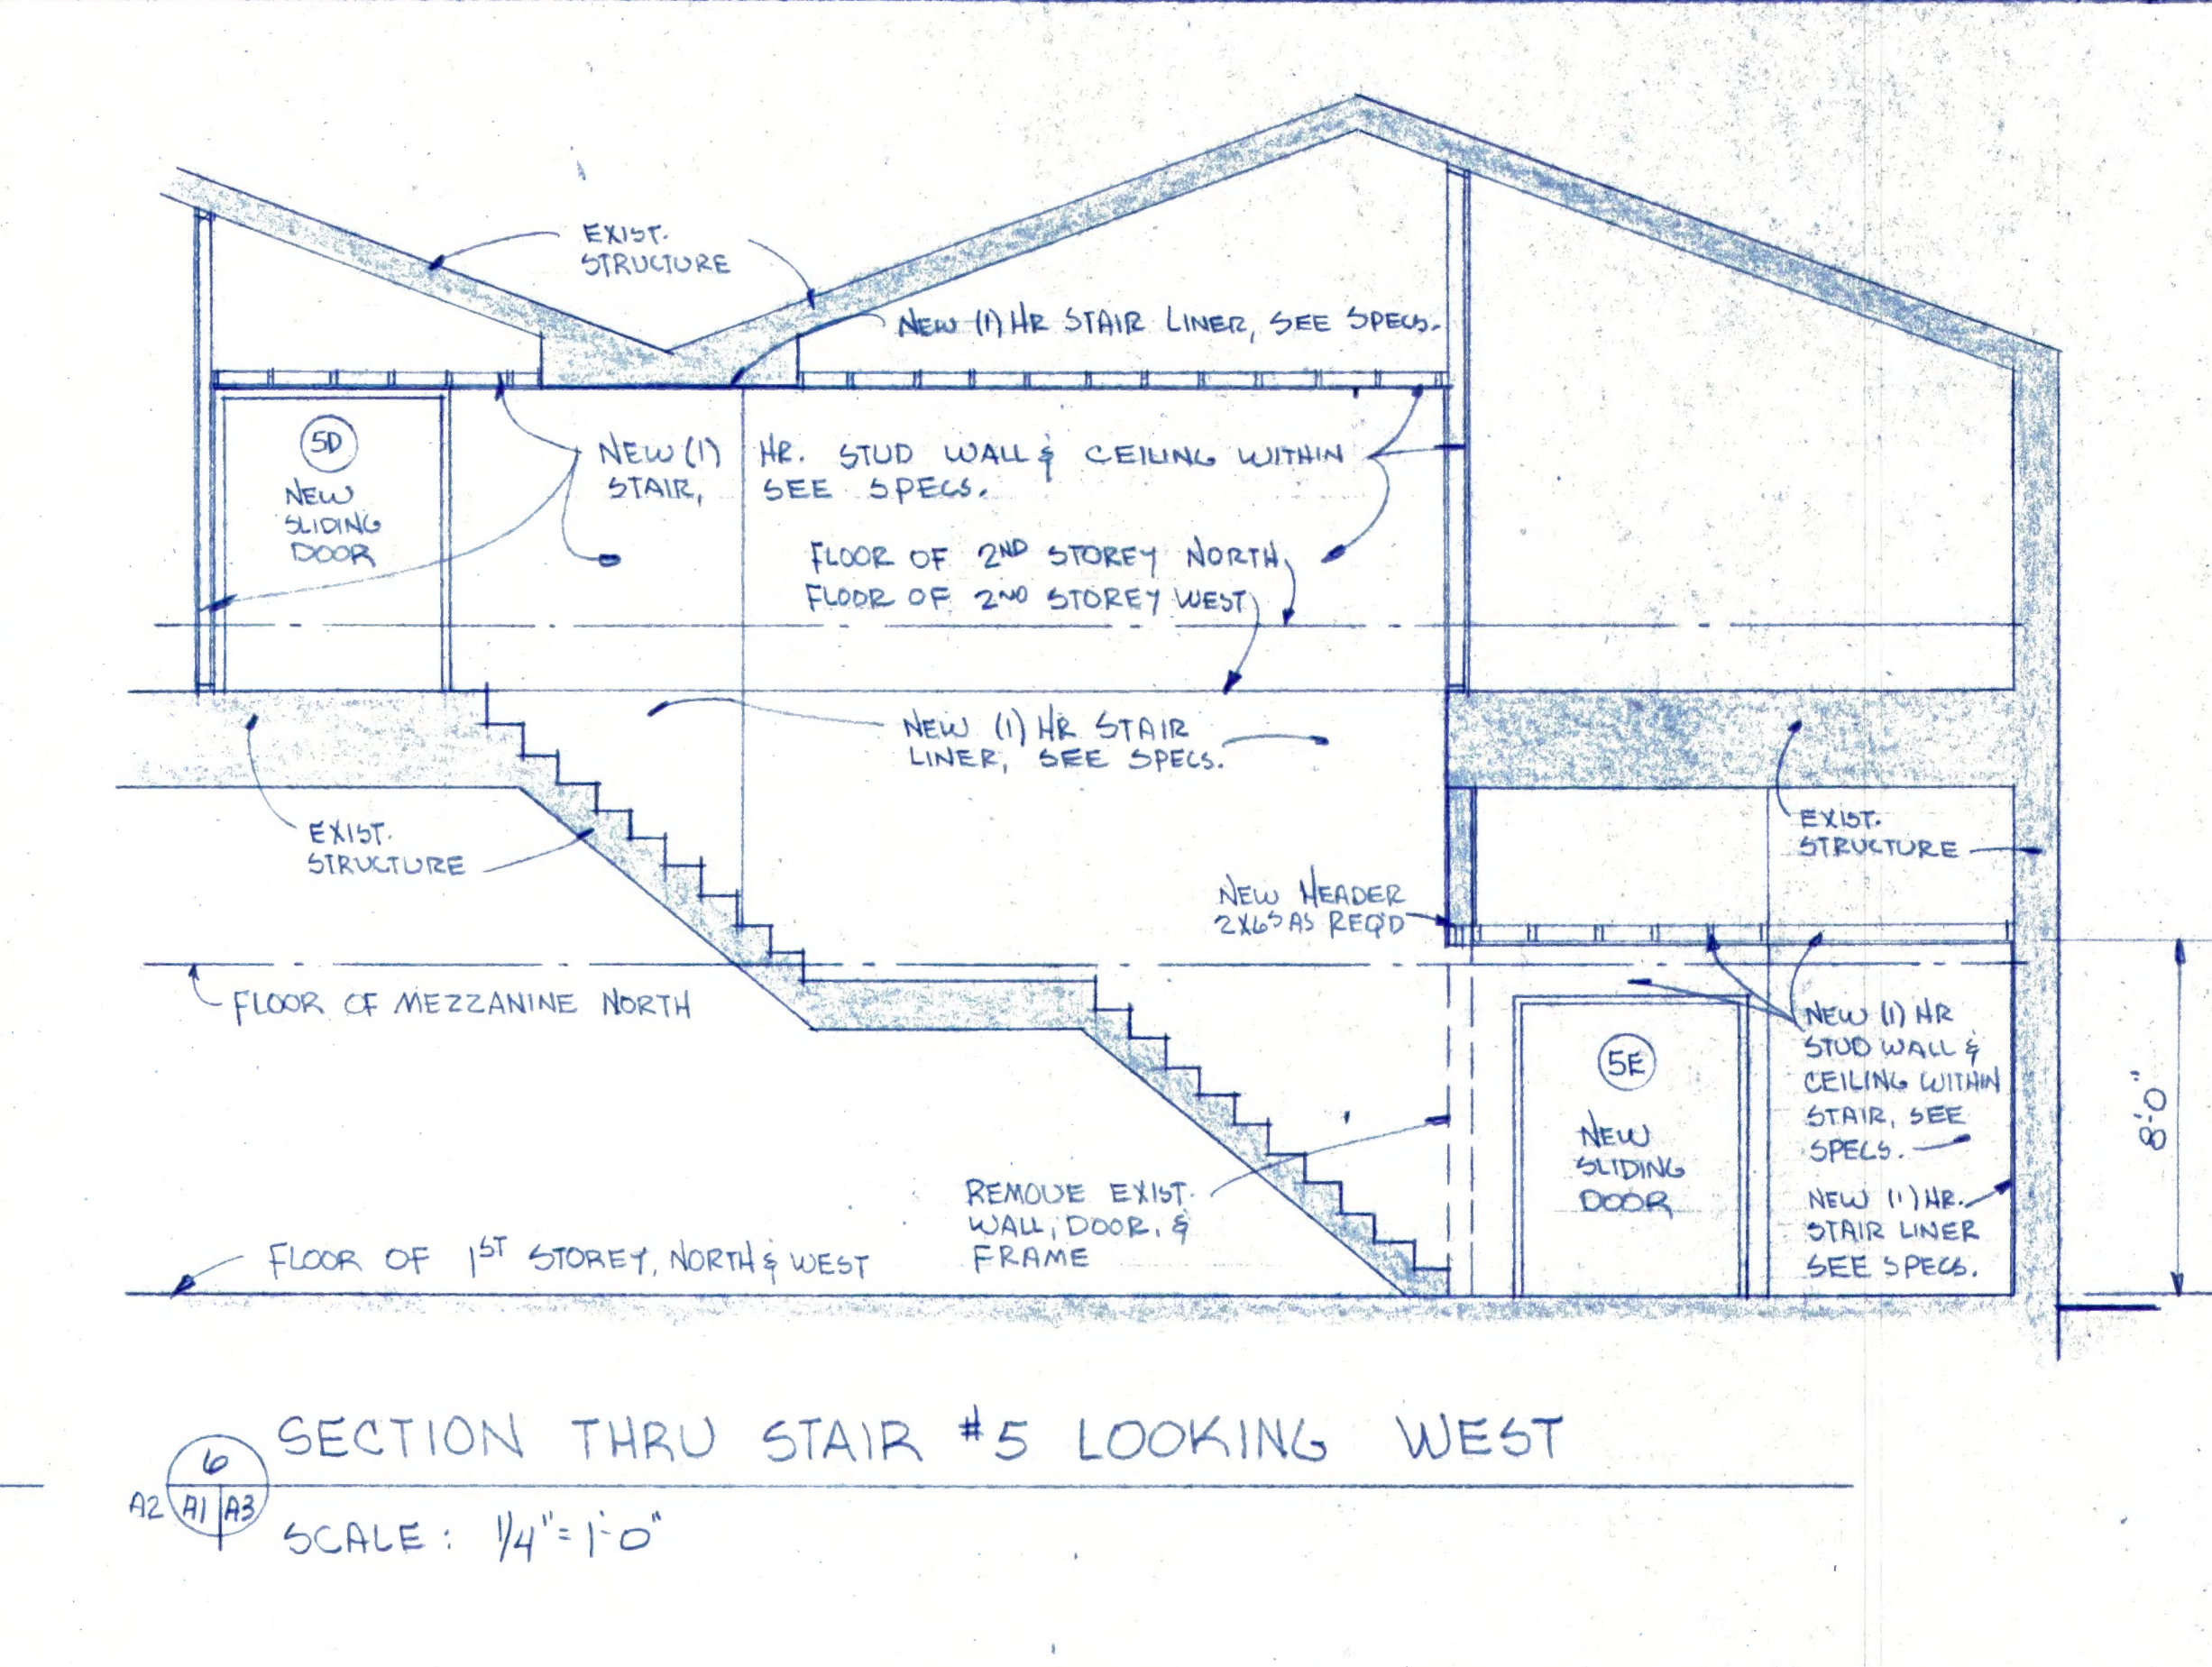 EXIST.
STRUCTURE
NEW (1) HR STAIR LINER, SEE SPECS.
5D
NEW
SLIDING
DOOR
NEW (1) HR. STUD WALL & CEILING WITHIN
STAIR, SEE SPECS.
FLOOR OF 2ND STOREY NORTH
FLOOR OF 2ND STOREY WEST
NEW (1) HR STAIR
LINER, SEE SPECS.
EXIST.
STRUCTURE
EXIST.
STRUCTURE
NEW HEADER
2X6S AS REQ'D
FLOOR OF MEZZANINE NORTH
5E
NEW
SLIDING
DOOR
NEW (1) HR
STUD WALL &
CEILING WITHIN
STAIR, SEE
SPECS.
NEW (1) HR.
STAIR LINER
SEE SPECS.
8'-0"
REMOVE EXIST.
WALL, DOOR, &
FRAME
FLOOR OF 1ST STOREY, NORTH & WEST
6
A2 A1 A3
SECTION THRU STAIR #5 LOOKING WEST
SCALE: 1/4" = 1'-0"